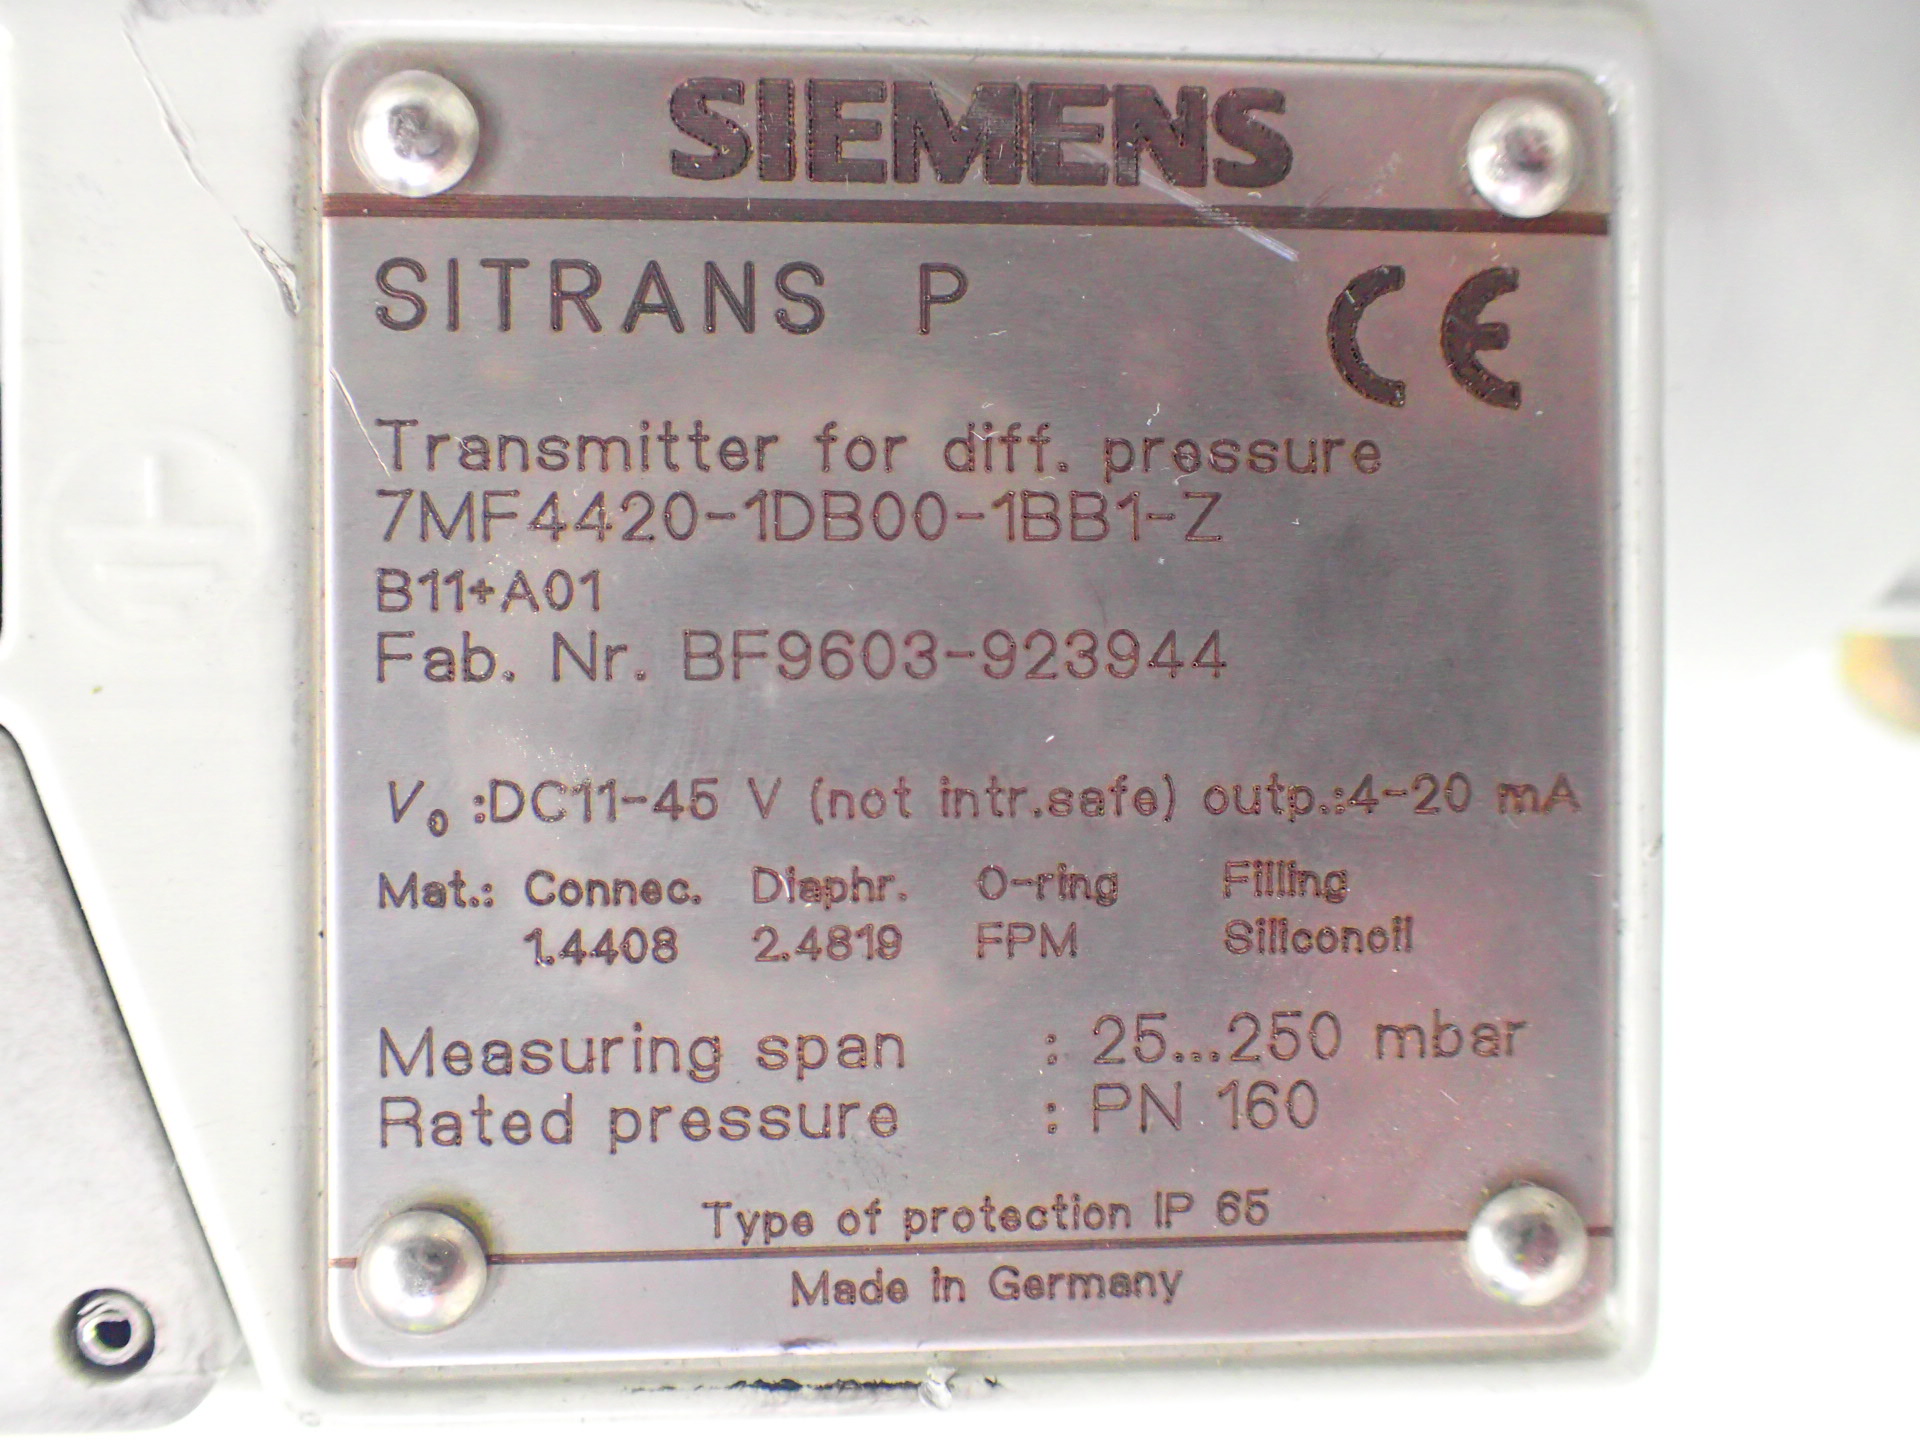 SIEMENS
SITRANS P
CE
Transmitter for diff. pressure
7MF4420-1DB00-1BB1-Z
B11+A01
Fab. Nr. BF9603-923944
V₀ :DC11-45 V (not intr.safe) outp.:4-20 mA
Mat.: Connec. Diaphr. O-ring Filling
1.4408 2.4819 FPM Siliconoil
Measuring span : 25...250 mbar
Rated pressure : PN 160
Type of protection IP 65
Made in Germany